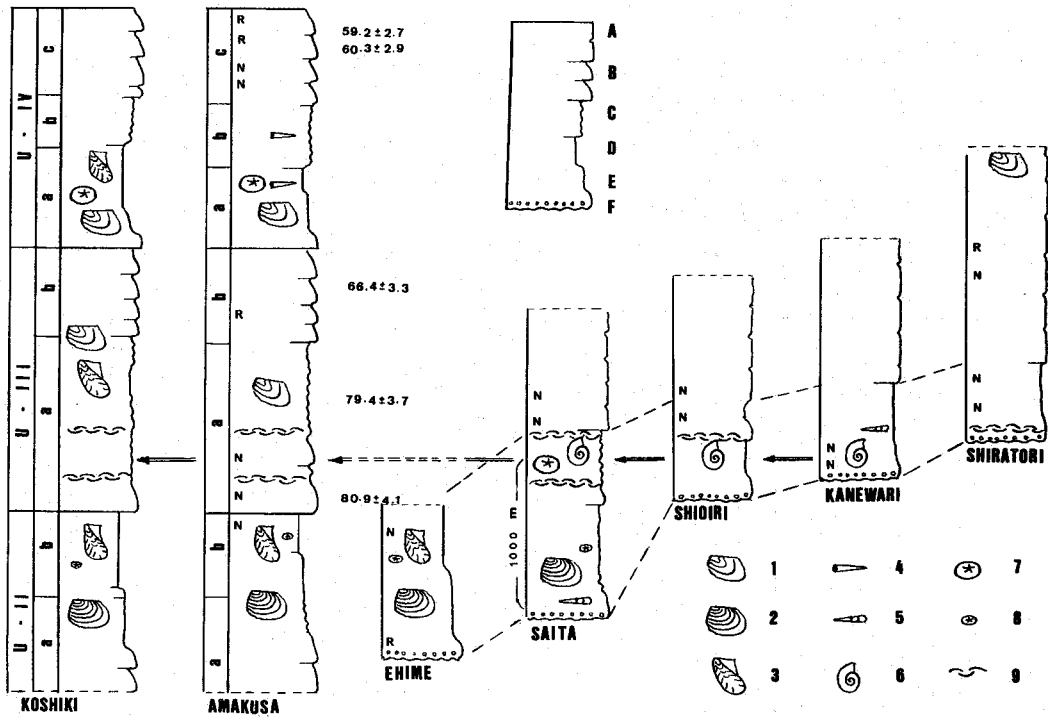 U - IV
c
b
a
U - III
b
a
U - II
b
a
KOSHIKI
c
b
a
b
a
b
a
R
R
N
N
R
N
N
N
AMAKUSA
59.2±2.7
60.3±2.9
66.4±3.3
79.4±3.7
80.9±4.1
A
B
C
D
E
F
N
R
EHIME
N
N
1000 m
SAITA
N
N
SHIOIRI
N
N
KANEWARI
R
N
N
N
SHIRATORI
1 4 7
2 5 8
3 6 9